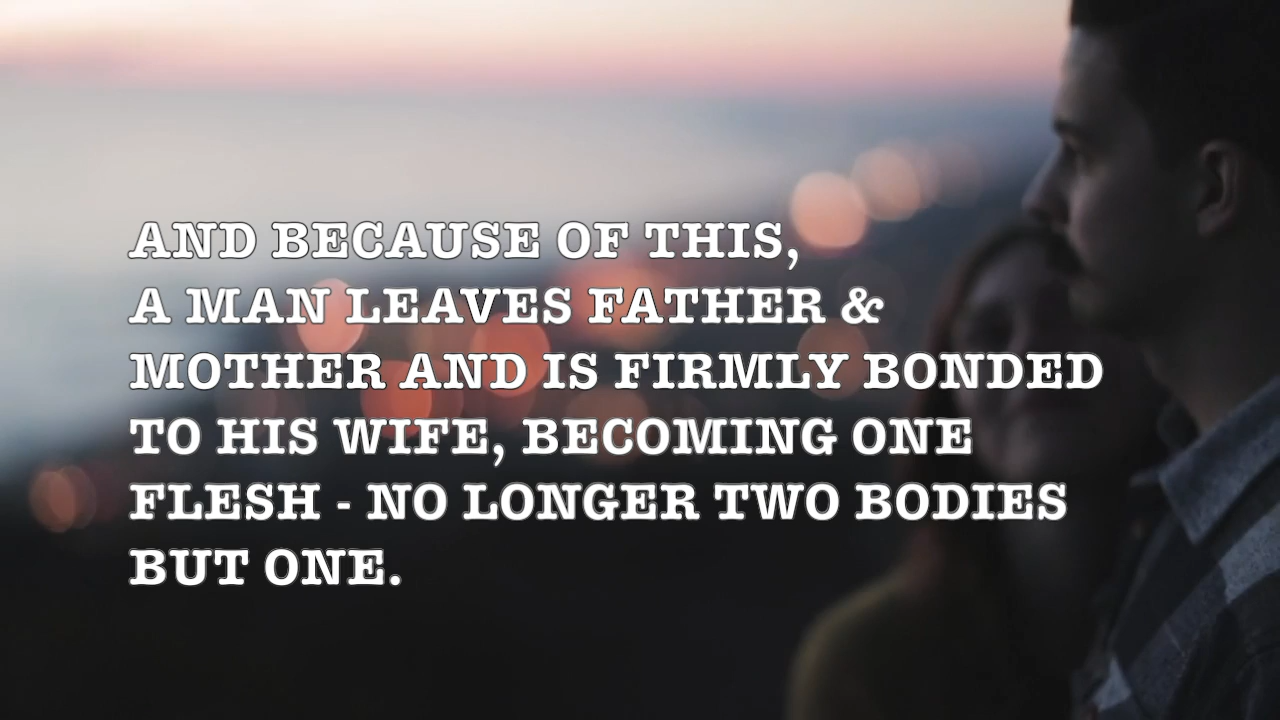 AND BECAUSE OF THIS,
A MAN LEAVES FATHER &
MOTHER AND IS FIRMLY BONDED
TO HIS WIFE, BECOMING ONE
FLESH - NO LONGER TWO BODIES
BUT ONE.